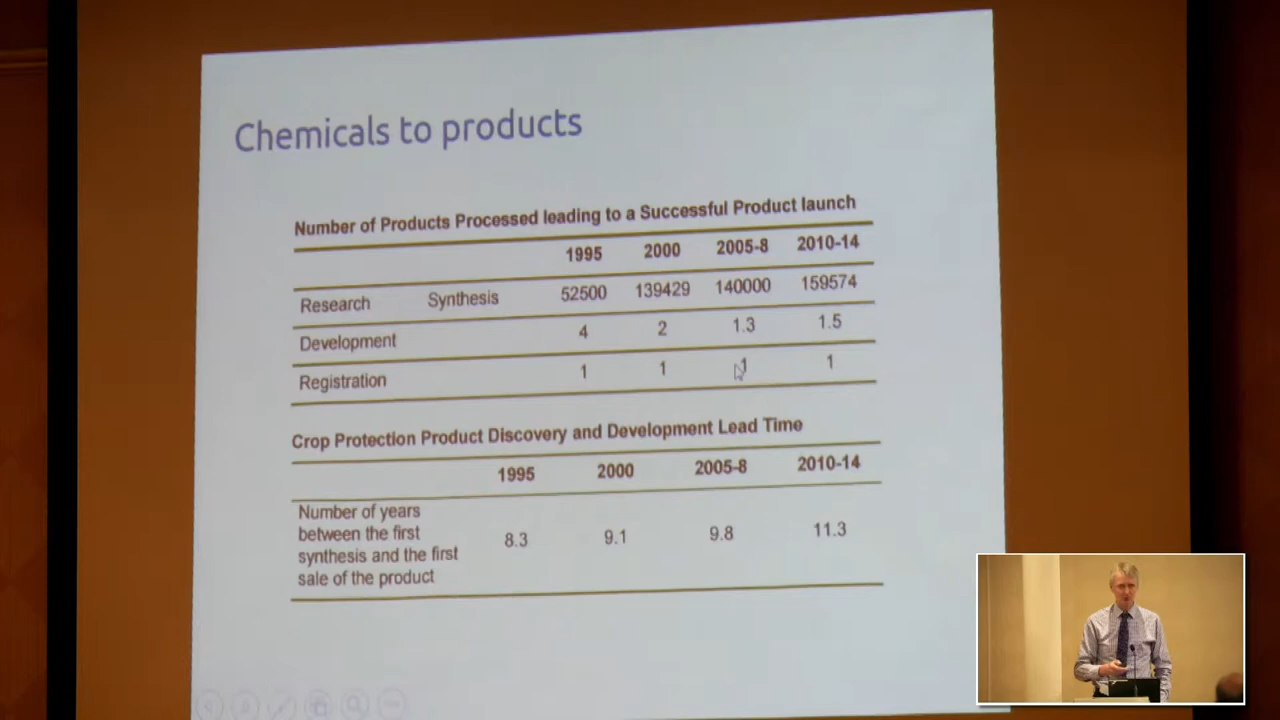 Chemicals to products
Number of Products Processed leading to a Successful Product launch
1995 2000 2005-8 2010-14
Research Synthesis 52500 139429 140000 159574
Development 4 2 1.3 1.5
Registration 1 1 1 1
Crop Protection Product Discovery and Development Lead Time
1995 2000 2005-8 2010-14
Number of years
between the first
synthesis and the first
sale of the product
8.3 9.1 9.8 11.3